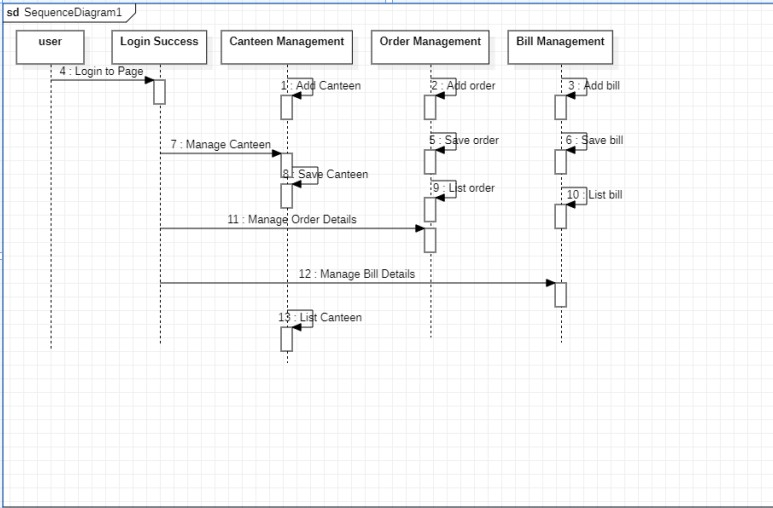 sd SequenceDiagram1
user
Login Success
Canteen Management
Order Management
Bill Management
4 : Login to Page
1 : Add Canteen
2 : Add order
3 : Add bill
7 : Manage Canteen
5 : Save order
6 : Save bill
8 : Save Canteen
9 : List order
10 : List bill
11 : Manage Order Details
12 : Manage Bill Details
13 : List Canteen